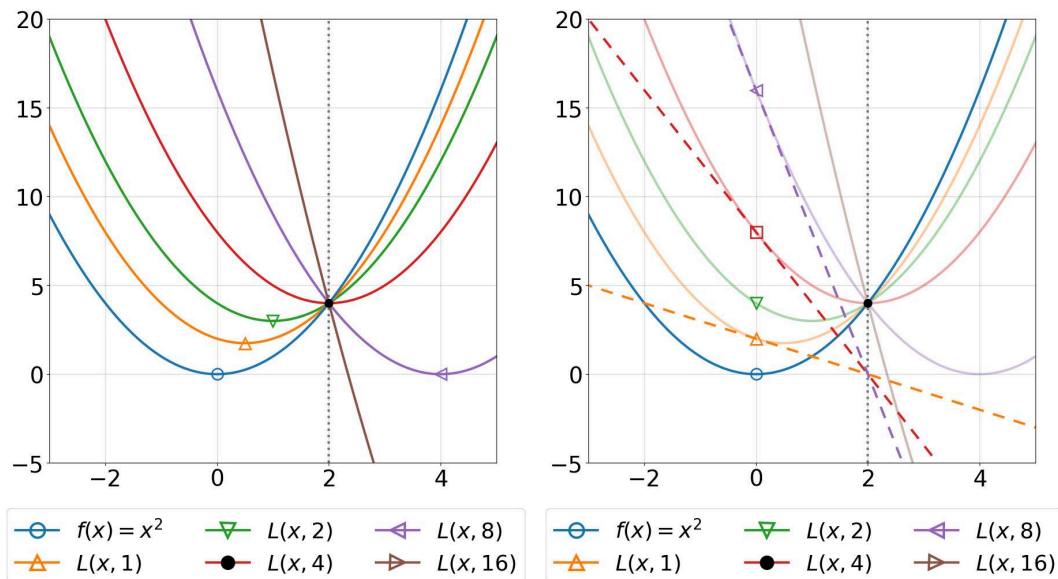 20
15
10
5
0
−5
−2
0
2
4
f(x) = x²
L(x, 2)
L(x, 8)
L(x, 1)
L(x, 4)
L(x, 16)
20
15
10
5
0
−5
−2
0
2
4
f(x) = x²
L(x, 2)
L(x, 8)
L(x, 1)
L(x, 4)
L(x, 16)